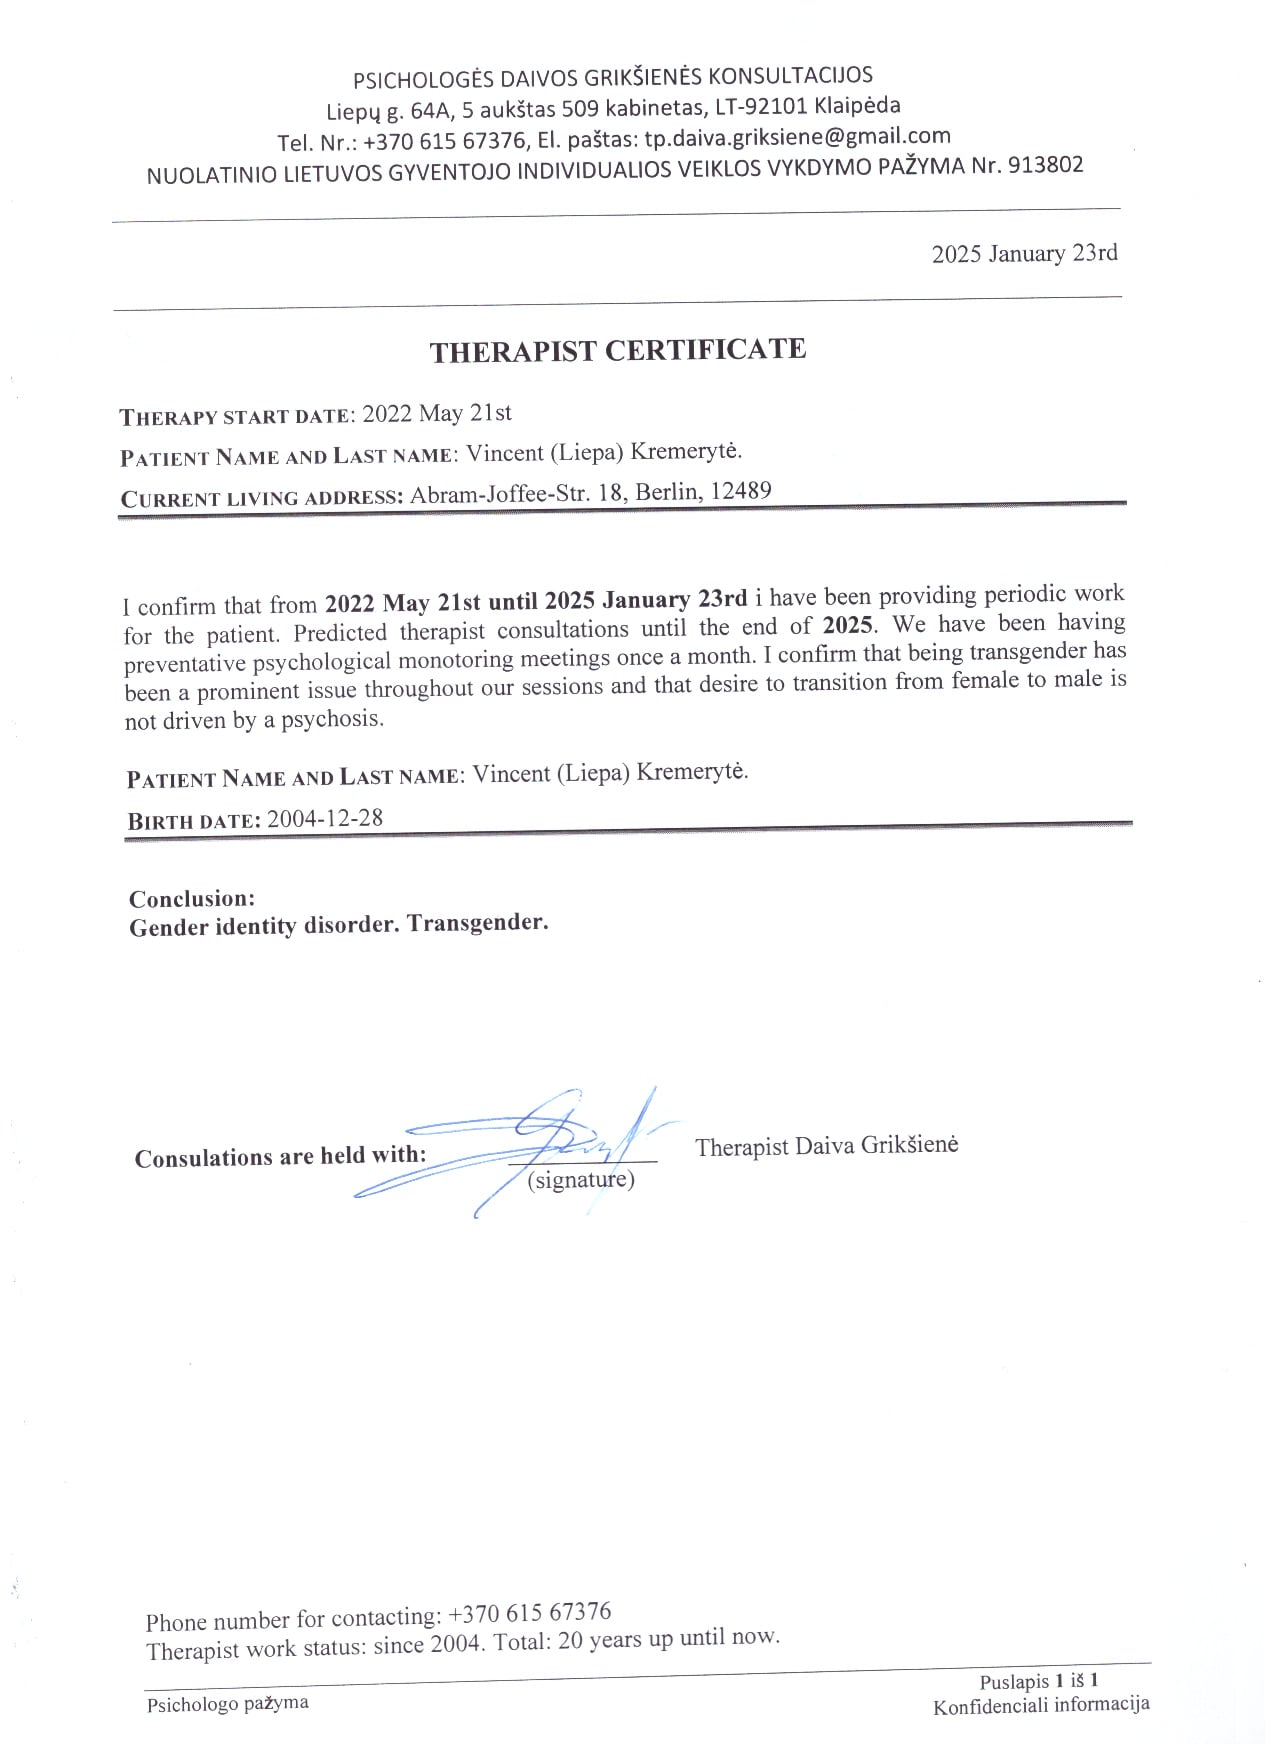 PSICHOLOGĖS DAIVOS GRIKŠIENĖS KONSULTACIJOS
Liepų g. 64A, 5 aukštas 509 kabinetas, LT-92101 Klaipėda
Tel. Nr.: +370 615 67376, El. paštas: tp.daiva.griksiene@gmail.com
NUOLATINIO LIETUVOS GYVENTOJO INDIVIDUALIOS VEIKLOS VYKDYMO PAŽYMA Nr. 913802
2025 January 23rd
THERAPIST CERTIFICATE
THERAPY START DATE: 2022 May 21st
PATIENT NAME AND LAST NAME: Vincent (Liepa) Kremerytė.
CURRENT LIVING ADDRESS: Abram-Joffee-Str. 18, Berlin, 12489
I confirm that from 2022 May 21st until 2025 January 23rd i have been providing periodic work
for the patient. Predicted therapist consultations until the end of 2025. We have been having
preventative psychological monotoring meetings once a month. I confirm that being transgender has
been a prominent issue throughout our sessions and that desire to transition from female to male is
not driven by a psychosis.
PATIENT NAME AND LAST NAME: Vincent (Liepa) Kremerytė.
BIRTH DATE: 2004-12-28
Conclusion:
Gender identity disorder. Transgender.
Consulations are held with: Therapist Daiva Grikšienė
(signature)
Phone number for contacting: +370 615 67376
Therapist work status: since 2004. Total: 20 years up until now.
Puslapis 1 iš 1
Psichologo pažyma Konfidenciali informacija